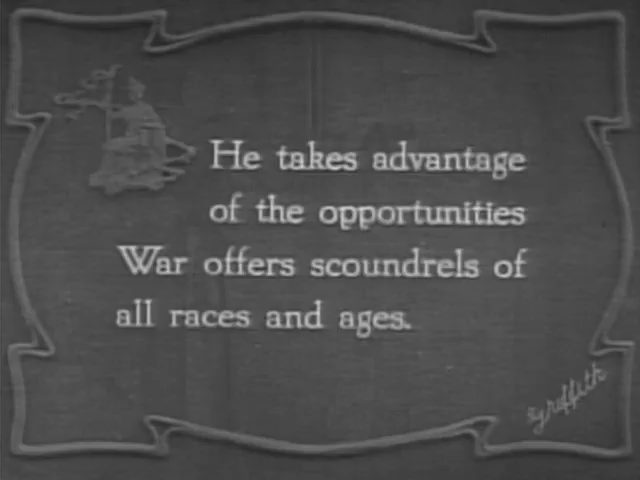 He takes advantage
of the opportunities
War offers scoundrels of
all races and ages.
Griffith